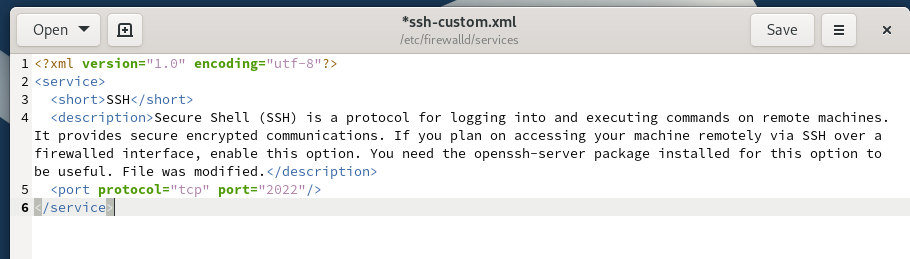 Open
*ssh-custom.xml
/etc/firewalld/services
Save
1 <?xml version="1.0" encoding="utf-8"?>
2 <service>
3   <short>SSH</short>
4   <description>Secure Shell (SSH) is a protocol for logging into and executing commands on remote machines.
It provides secure encrypted communications. If you plan on accessing your machine remotely via SSH over a
firewalled interface, enable this option. You need the openssh-server package installed for this option to
be useful. File was modified.</description>
5   <port protocol="tcp" port="2022"/>
6 </service>